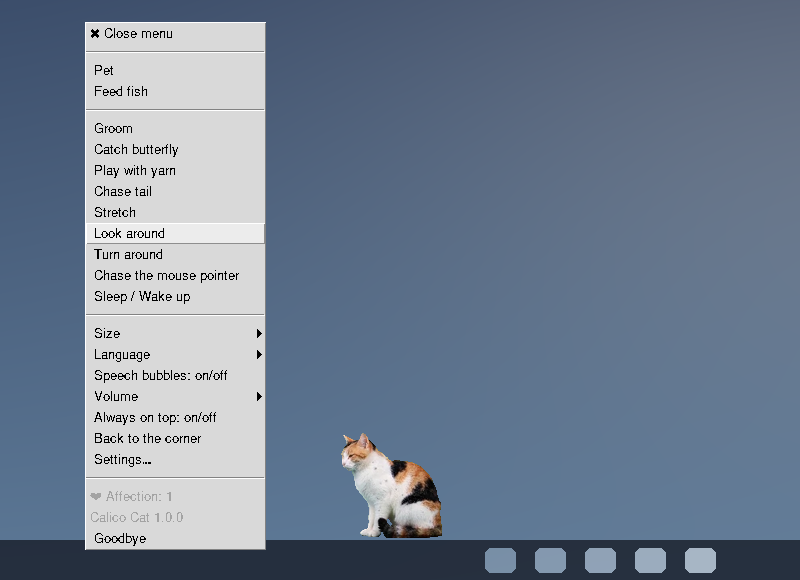 ✖ Close menu
Pet
Feed fish
Groom
Catch butterfly
Play with yarn
Chase tail
Stretch
Look around
Turn around
Chase the mouse pointer
Sleep / Wake up
Size
Language
Speech bubbles: on/off
Volume
Always on top: on/off
Back to the corner
Settings...
❤ Affection: 1
Calico Cat 1.0.0
Goodbye